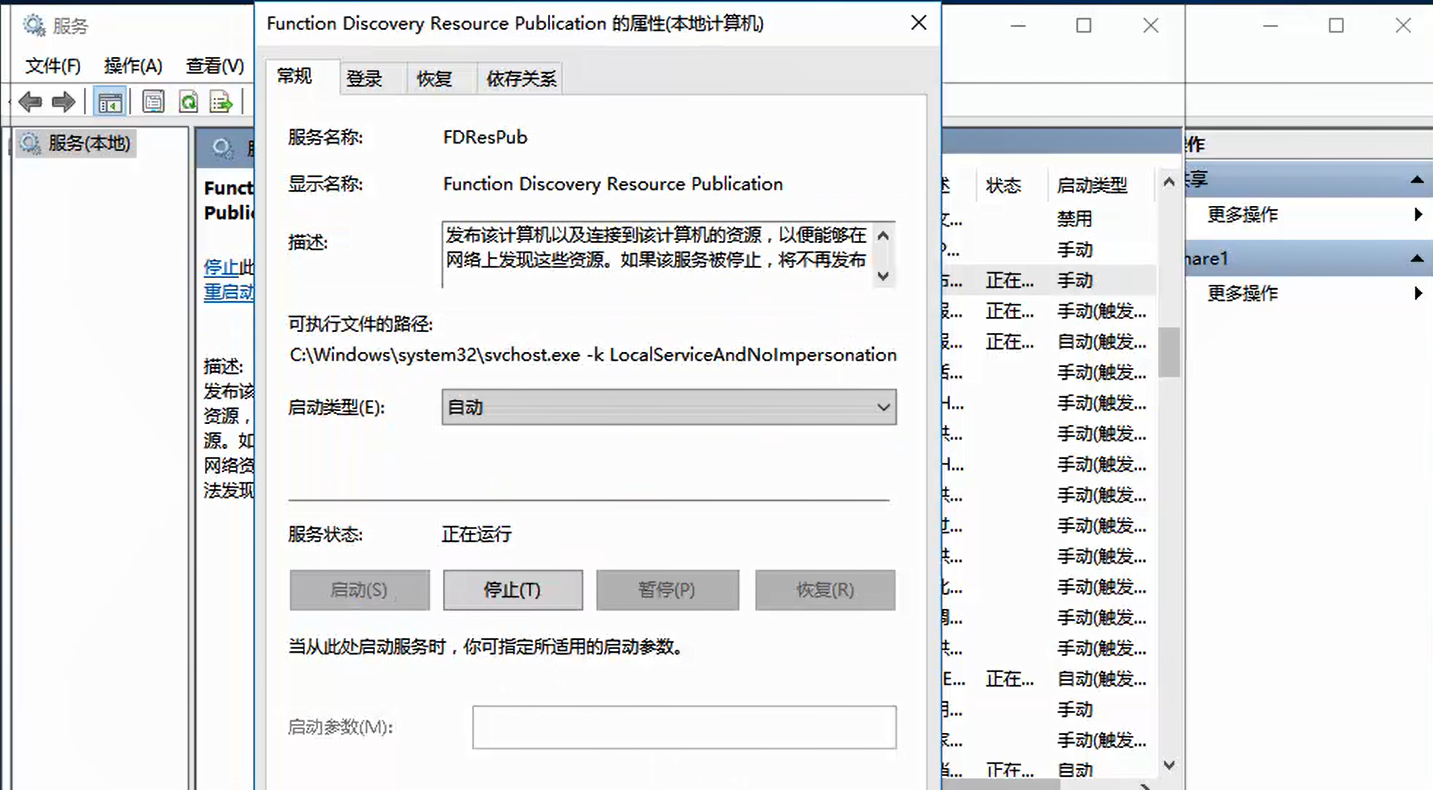 服务
文件(F) 操作(A) 查看(V)
服务(本地)
Funct
Public
停止此
重启动
描述:
发布该
资源，
源。如
网络资
法发现
Function Discovery Resource Publication 的属性(本地计算机)
常规 登录 恢复 依存关系
服务名称: FDResPub
显示名称: Function Discovery Resource Publication
描述: 发布该计算机以及连接到该计算机的资源，以便能够在
网络上发现这些资源。如果该服务被停止，将不再发布
可执行文件的路径:
C:\Windows\system32\svchost.exe -k LocalServiceAndNoImpersonation
启动类型(E): 自动
服务状态: 正在运行
启动(S) 停止(T) 暂停(P) 恢复(R)
当从此处启动服务时，你可指定所适用的启动参数。
启动参数(M):
状态 启动类型
禁用
手动
正在... 手动
正在... 手动(触发...
正在... 自动(触发...
手动(触发...
手动(触发...
手动(触发...
手动(触发...
手动(触发...
手动(触发...
手动(触发...
手动(触发...
手动(触发...
手动(触发...
正在... 自动(触发...
手动
手动(触发...
正在... 自动
作
享
更多操作
hare1
更多操作